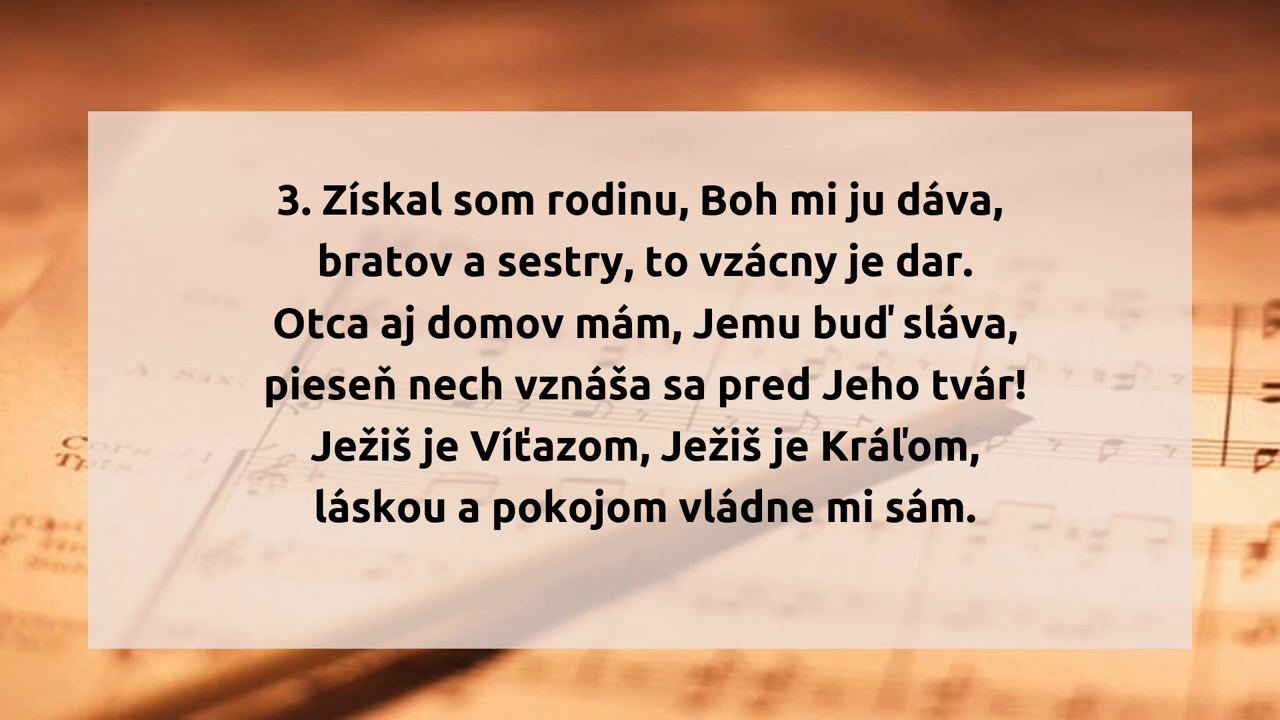 3. Získal som rodinu, Boh mi ju dáva,
bratov a sestry, to vzácny je dar.
Otca aj domov mám, Jemu buď sláva,
pieseň nech vznáša sa pred Jeho tvár!
Ježiš je Víťazom, Ježiš je Kráľom,
láskou a pokojom vládne mi sám.
A. Sax.